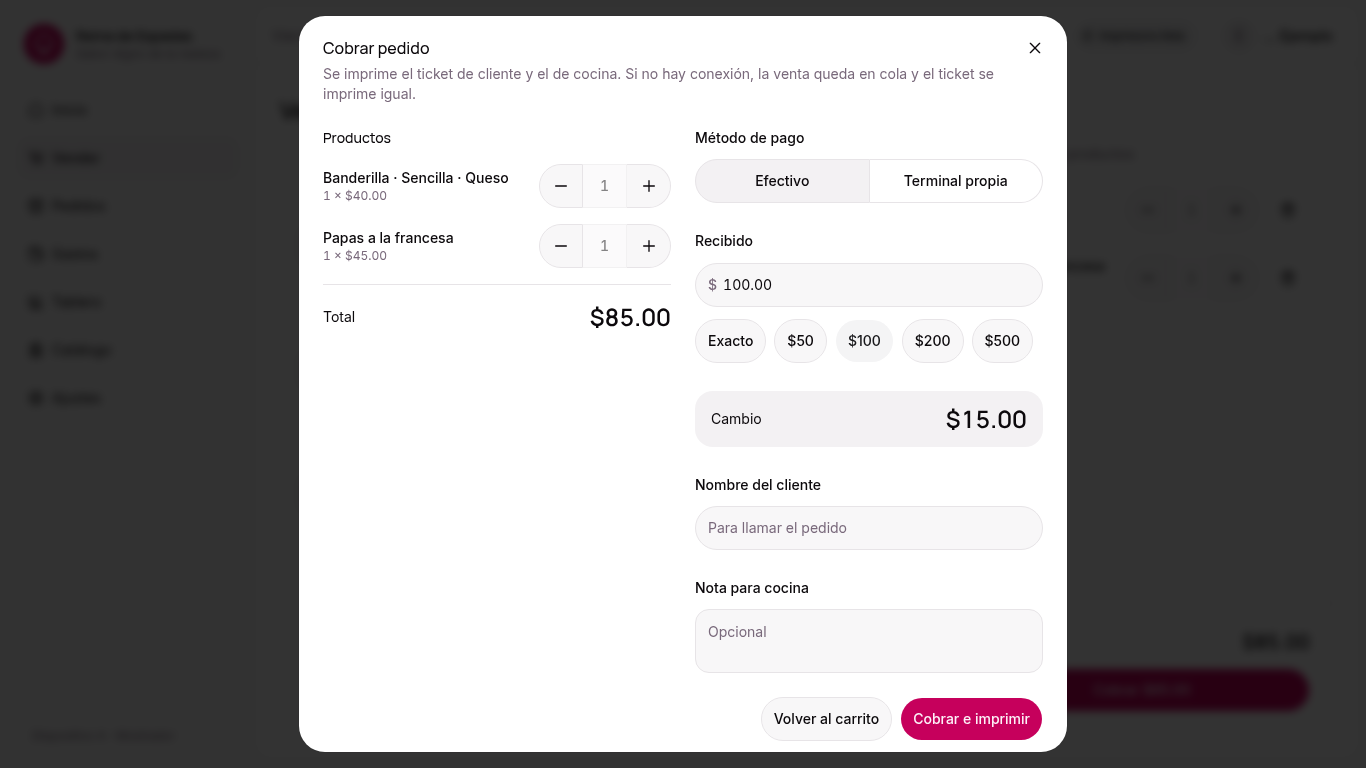 Cobrar pedido
Se imprime el ticket de cliente y el de cocina. Si no hay conexión, la venta queda en cola y el ticket se
imprime igual.
Productos
Banderilla · Sencilla · Queso
1 × $40.00
1
Papas a la francesa
1 × $45.00
1
Total
$85.00
Método de pago
Efectivo
Terminal propia
Recibido
$ 100.00
Exacto
$50
$100
$200
$500
Cambio
$15.00
Nombre del cliente
Para llamar el pedido
Nota para cocina
Opcional
Volver al carrito
Cobrar e imprimir